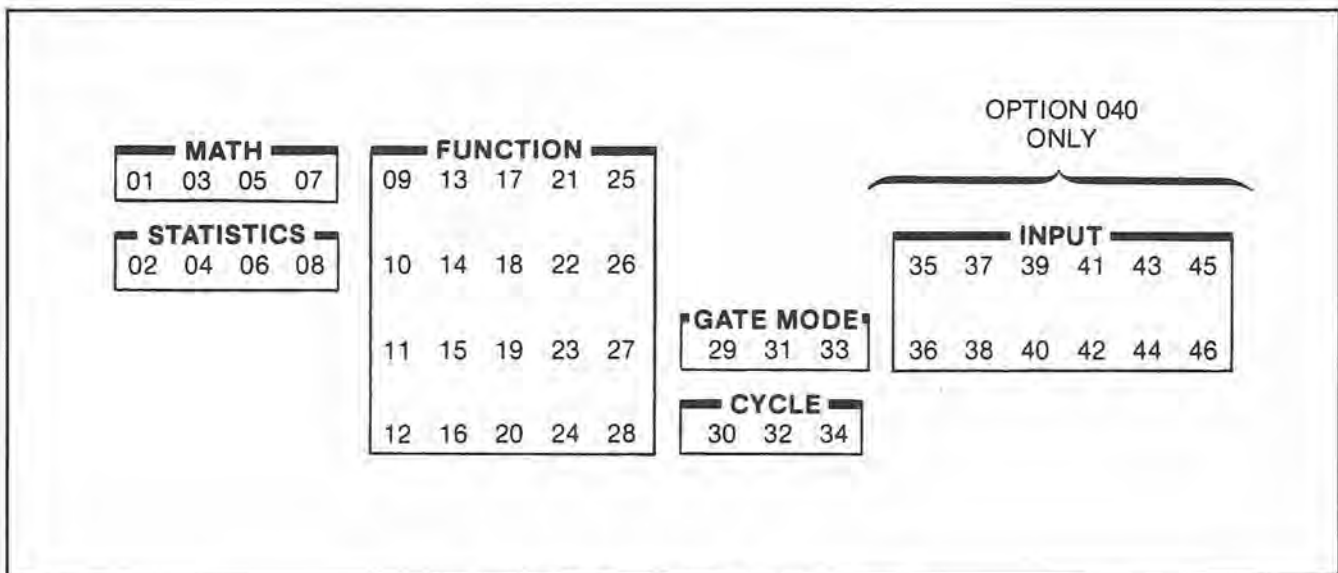 OPTION 040
ONLY
MATH
01 03 05 07
STATISTICS
02 04 06 08
FUNCTION
09 13 17 21 25
10 14 18 22 26
11 15 19 23 27
12 16 20 24 28
GATE MODE
29 31 33
CYCLE
30 32 34
INPUT
35 37 39 41 43 45
36 38 40 42 44 46